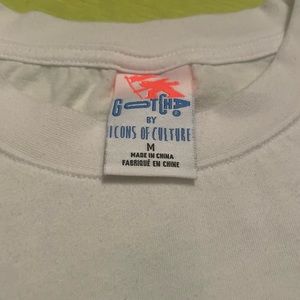 GOTCHA!
BY
ICONS OF CULTURE
M
MADE IN CHINA
FABRIQUÉ EN CHINE